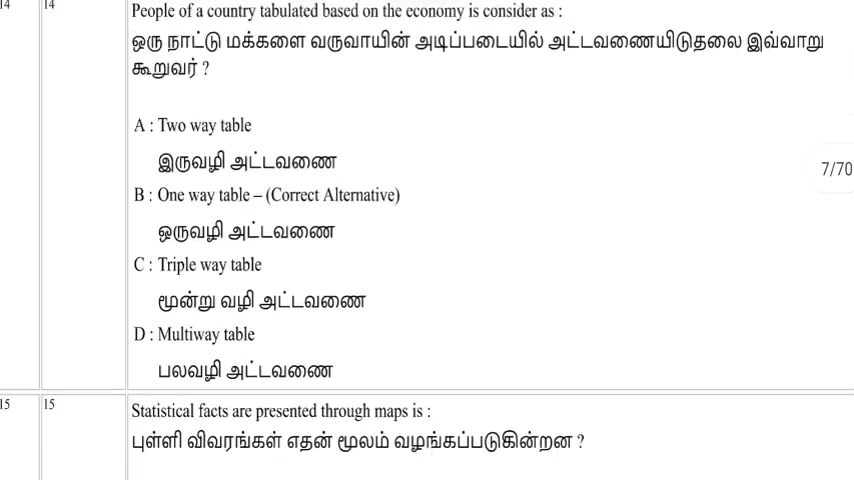 14 14 People of a country tabulated based on the economy is consider as :
ஒரு நாட்டு மக்களை வருவாயின் அடிப்படையில் அட்டவணையிடுதலை இவ்வாறு
கூறுவர் ?
A : Two way table
இருவழி அட்டவணை
7/70
B : One way table – (Correct Alternative)
ஒருவழி அட்டவணை
C : Triple way table
மூன்று வழி அட்டவணை
D : Multiway table
பலவழி அட்டவணை
15 15 Statistical facts are presented through maps is :
புள்ளி விவரங்கள் எதன் மூலம் வழங்கப்படுகின்றன ?